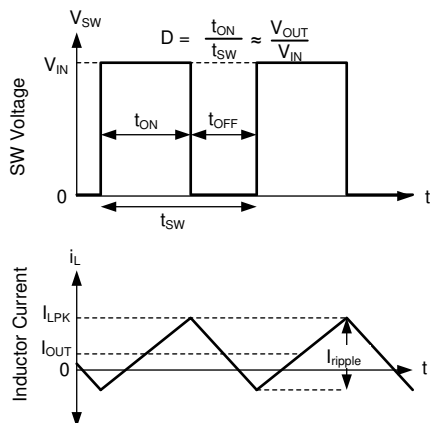 V_SW
D = t_ON / t_SW ≈ V_OUT / V_IN
V_IN
SW Voltage
t_ON
t_OFF
0
t
t_SW
i_L
Inductor Current
I_LPK
I_OUT
I_ripple
0
t